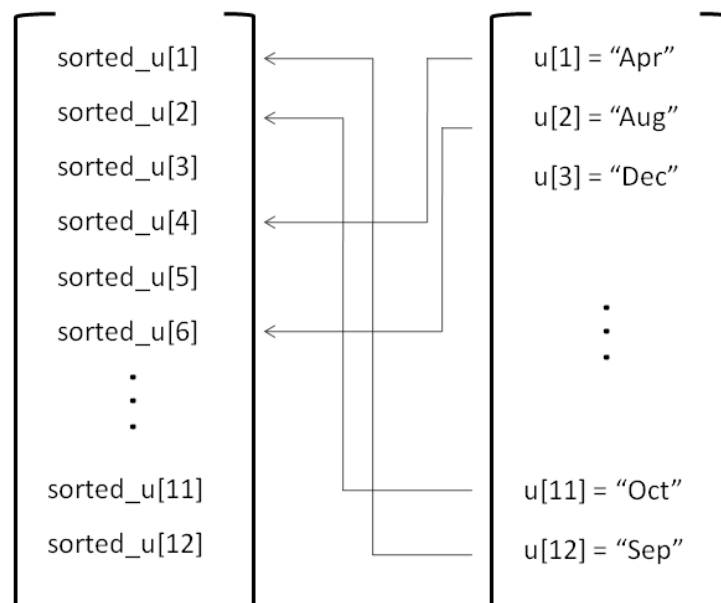 sorted_u[1]
sorted_u[2]
sorted_u[3]
sorted_u[4]
sorted_u[5]
sorted_u[6]
sorted_u[11]
sorted_u[12]
u[1] = “Apr”
u[2] = “Aug”
u[3] = “Dec”
u[11] = “Oct”
u[12] = “Sep”